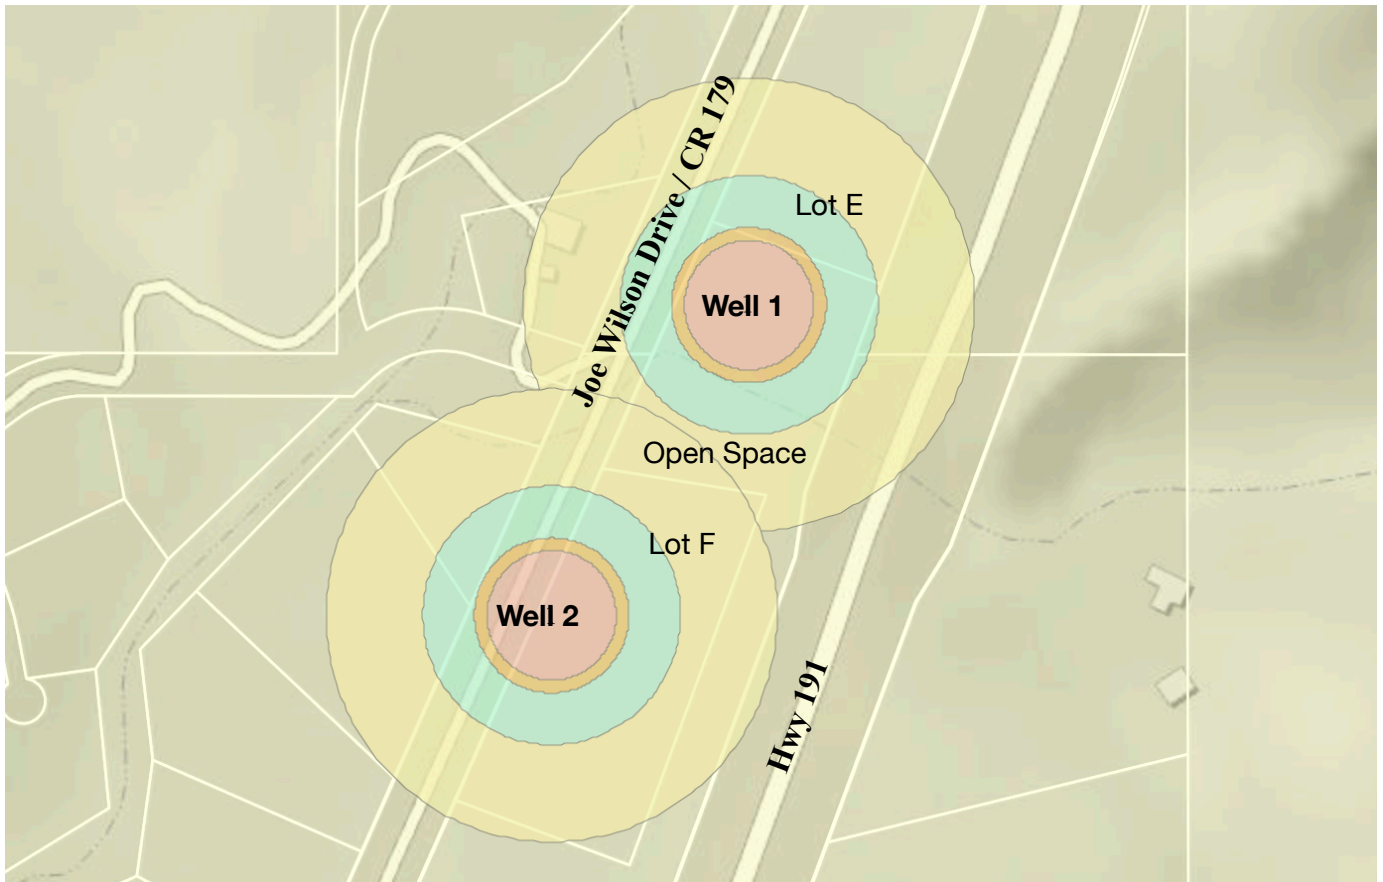 Joe Wilson Drive / CR 179
Lot E
Well 1
Open Space
Lot F
Well 2
Hwy 191